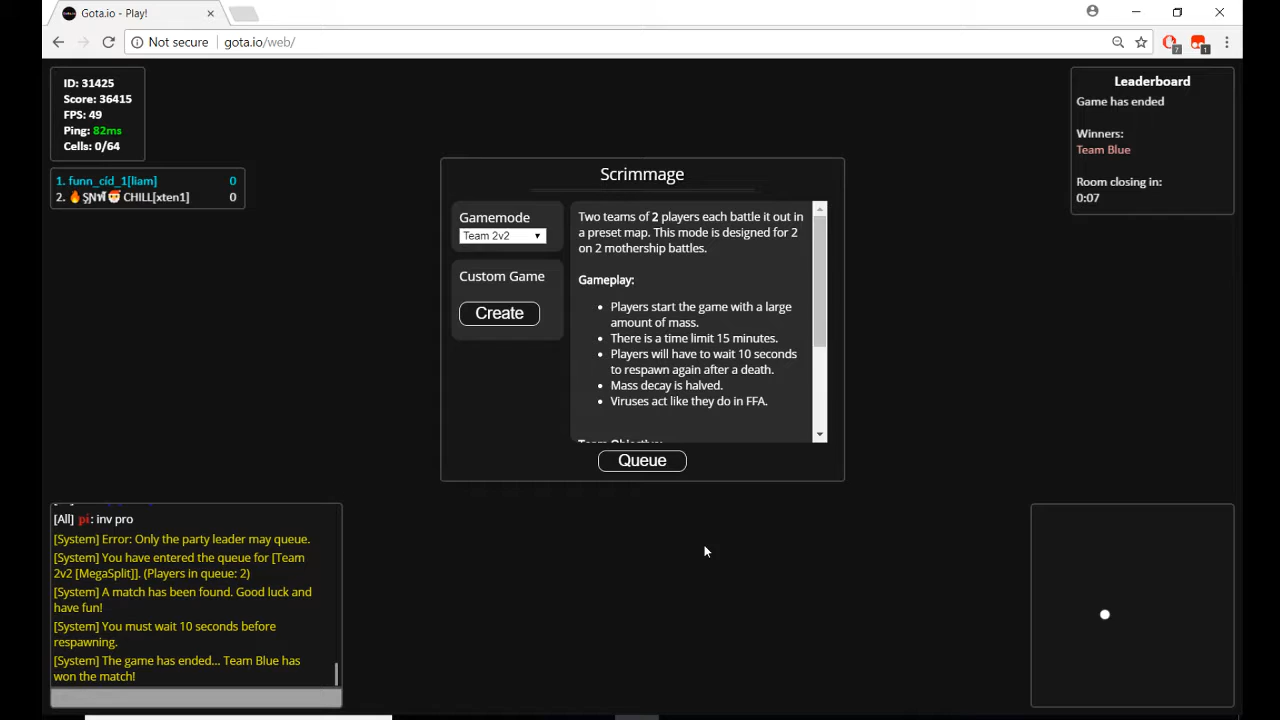 Gota.io - Play!
Not secure
gota.io/web/
7
1
ID: 31425
Score: 36415
FPS: 49
Ping: 82ms
Cells: 0/64
1. funn_cíd_1[liam] 0
2. CHILL[xten1] 0
Scrimmage
Gamemode
Team 2v2
Custom Game
Create
Two teams of 2 players each battle it out in
a preset map. This mode is designed for 2
on 2 mothership battles.
Gameplay:
• Players start the game with a large
amount of mass.
• There is a time limit 15 minutes.
• Players will have to wait 10 seconds
to respawn again after a death.
• Mass decay is halved.
• Viruses act like they do in FFA.
Queue
Leaderboard
Game has ended
Winners:
Team Blue
Room closing in:
0:07
[All] pi: inv pro
[System] Error: Only the party leader may queue.
[System] You have entered the queue for [Team
2v2 [MegaSplit]]. (Players in queue: 2)
[System] A match has been found. Good luck and
have fun!
[System] You must wait 10 seconds before
respawning.
[System] The game has ended... Team Blue has
won the match!